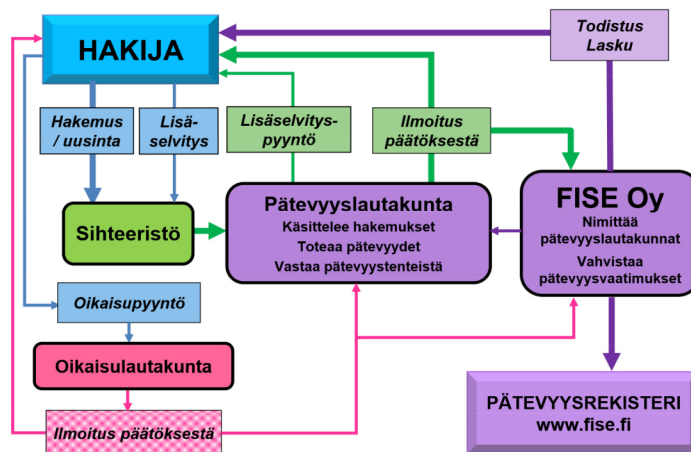 HAKIJA
Todistus
Lasku
Hakemus
/ uusinta
Lisä-
selvitys
Lisäselvitys-
pyyntö
Ilmoitus
päätöksestä
Sihteeristö
Pätevyyslautakunta
Käsittelee hakemukset
Toteaa pätevyydet
Vastaa pätevyystenteistä
FISE Oy
Nimittää
pätevyyslautakunnat
Vahvistaa
pätevyysvaatimukset
Oikaisupyyntö
Oikaisulautakunta
Ilmoitus päätöksestä
PÄTEVYYSREKISTERI
www.fise.fi